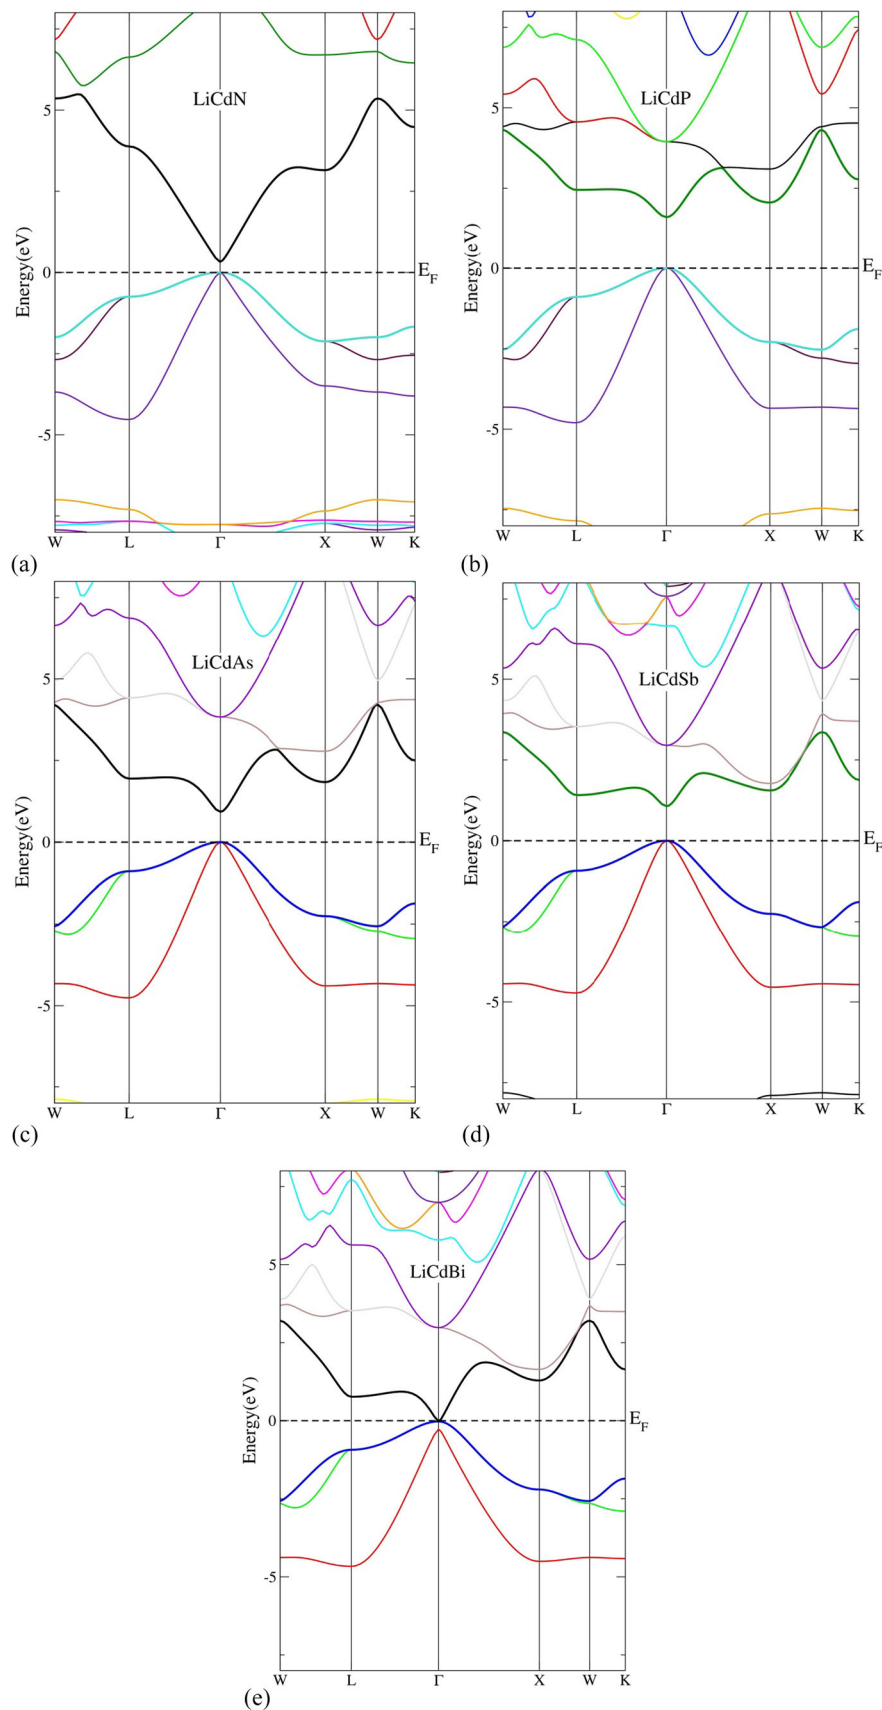 LiCdN
5
0
-5
Energy(eV)
E_F
W L Γ X W K
(a)
LiCdP
5
0
-5
Energy(eV)
E_F
W L Γ X W K
(b)
LiCdAs
5
0
-5
Energy(eV)
E_F
W L Γ X W K
(c)
LiCdSb
5
0
-5
Energy(eV)
E_F
W L Γ X W K
(d)
LiCdBi
5
0
-5
Energy(eV)
E_F
W L Γ X W K
(e)